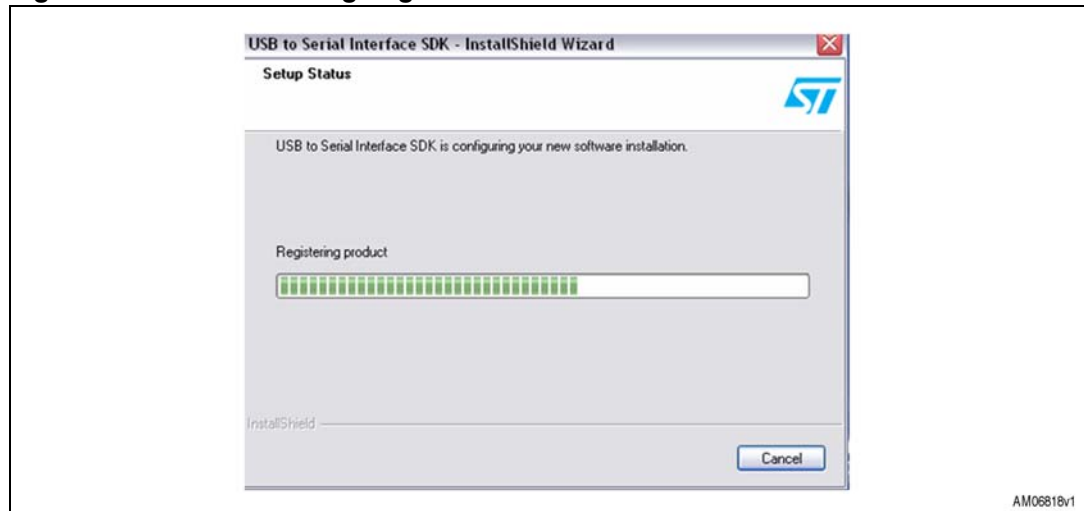 USB to Serial Interface SDK - InstallShield Wizard
Setup Status
ST
USB to Serial Interface SDK is configuring your new software installation.
Registering product
InstallShield
Cancel
AM06818v1